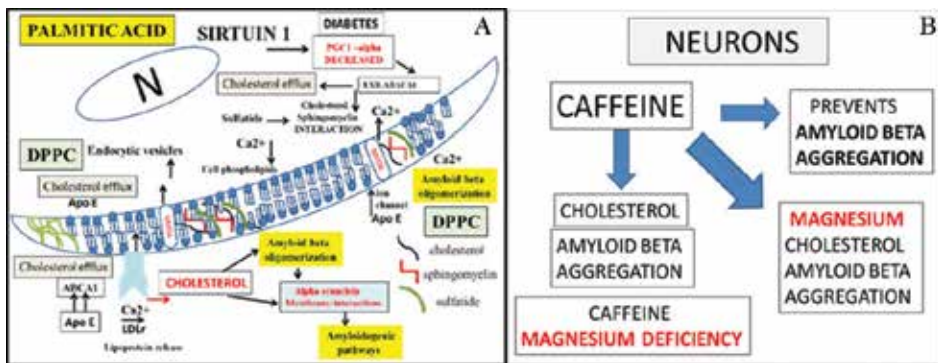 A
PALMITIC ACID
SIRTUIN 1
DIABETES
PGC1-alpha
DECREASED
Cholesterol efflux
N
Cholesterol
Sphingomyelin
INTERACTION
Sulfatide
Ca2+
Ca2+
Cell phospholipids
DPPC
Endocytic vesicles
Cholesterol efflux
Apo E
Ca2+
Amyloid beta
oligomerization
ion
channel
Apo E
DPPC
cholesterol
sphingomyelin
sulfatide
Cholesterol efflux
ABCA1
Apo E
Ca2+
LDLr
Lipoprotein release
CHOLESTEROL
Amyloid beta
oligomerization
Alpha synuclein
Membrane interactions
Amyloidogenic
pathways
B
NEURONS
CAFFEINE
PREVENTS
AMYLOID BETA
AGGREGATION
CHOLESTEROL
AMYLOID BETA
AGGREGATION
MAGNESIUM
CHOLESTEROL
AMYLOID BETA
AGGREGATION
CAFFEINE
MAGNESIUM DEFICIENCY